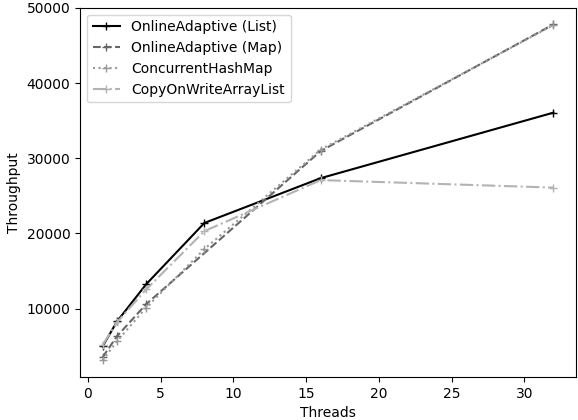 50000
40000
30000
20000
10000
Throughput
OnlineAdaptive (List)
OnlineAdaptive (Map)
ConcurrentHashMap
CopyOnWriteArrayList
0 5 10 15 20 25 30
Threads